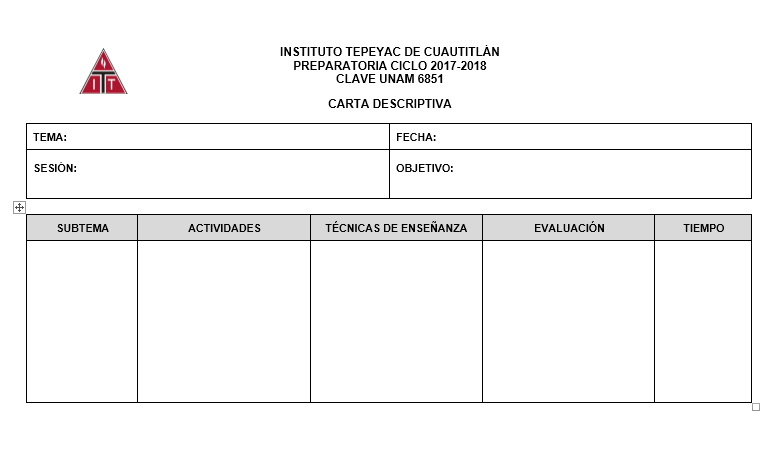 INSTITUTO TEPEYAC DE CUAUTITLÁN
PREPARATORIA CICLO 2017-2018
CLAVE UNAM 6851
I T T
CARTA DESCRIPTIVA
TEMA: FECHA:
SESIÓN: OBJETIVO:
SUBTEMA ACTIVIDADES TÉCNICAS DE ENSEÑANZA EVALUACIÓN TIEMPO